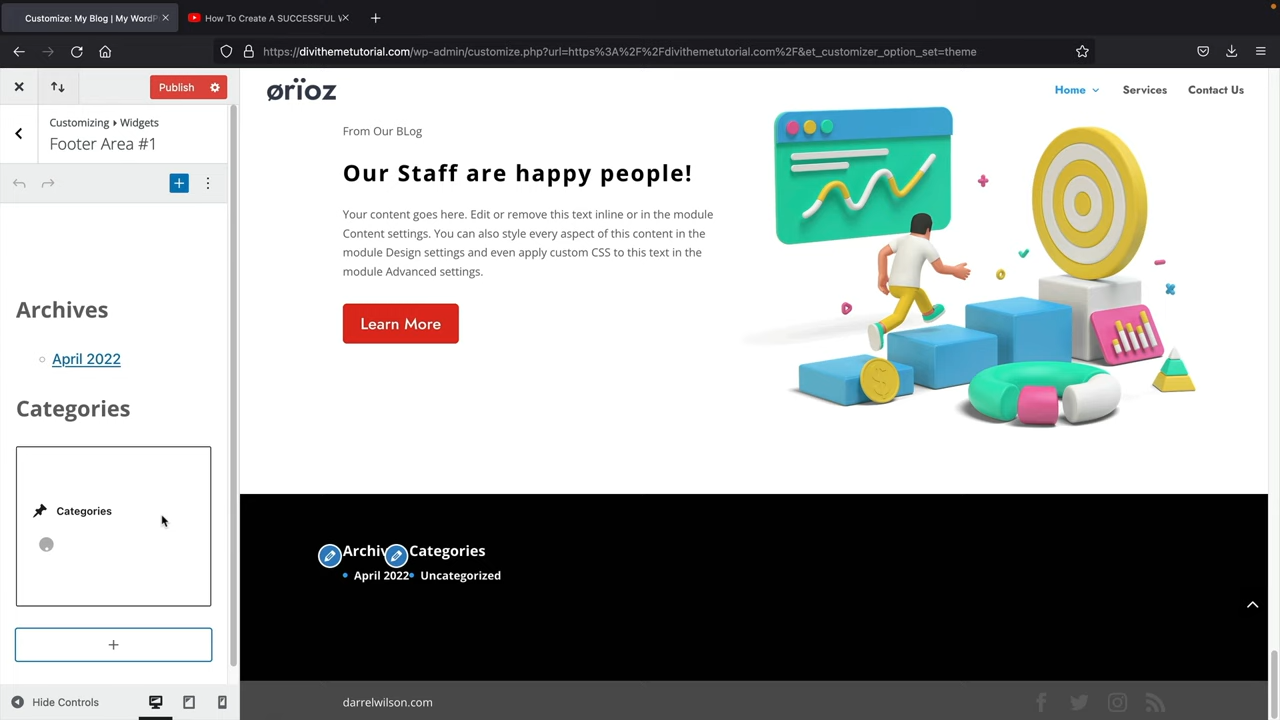 Customize: My Blog | My WordP
How To Create A SUCCESSFUL W
https://divithemetutorial.com/wp-admin/customize.php?url=https%3A%2F%2Fdivithemetutorial.com%2F&et_customizer_option_set=theme
Publish
Customizing ▸ Widgets
Footer Area #1
Archives
April 2022
Categories
Categories
Hide Controls
ørïoz
Home
Services
Contact Us
From Our BLog
Our Staff are happy people!
Your content goes here. Edit or remove this text inline or in the module
Content settings. You can also style every aspect of this content in the
module Design settings and even apply custom CSS to this text in the
module Advanced settings.
Learn More
Archiv Categories
April 2022 Uncategorized
darrelwilson.com